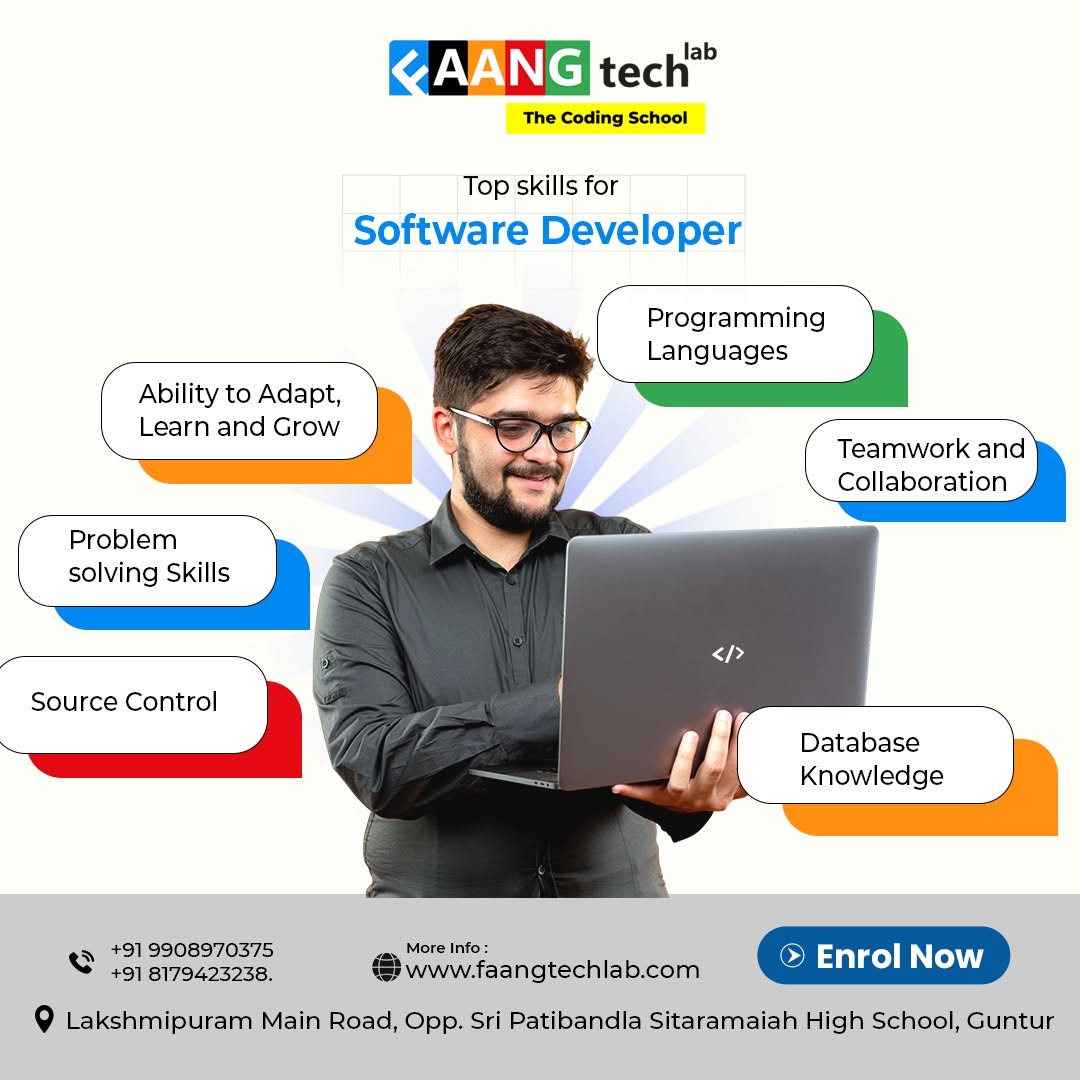 FAANG tech lab
The Coding School
Top skills for
Software Developer
Programming
Languages
Ability to Adapt,
Learn and Grow
Teamwork and
Collaboration
Problem
solving Skills
Source Control
</>
Database
Knowledge
+91 9908970375
+91 8179423238.
More Info :
www.faangtechlab.com
Enrol Now
Lakshmipuram Main Road, Opp. Sri Patibandla Sitaramaiah High School, Guntur